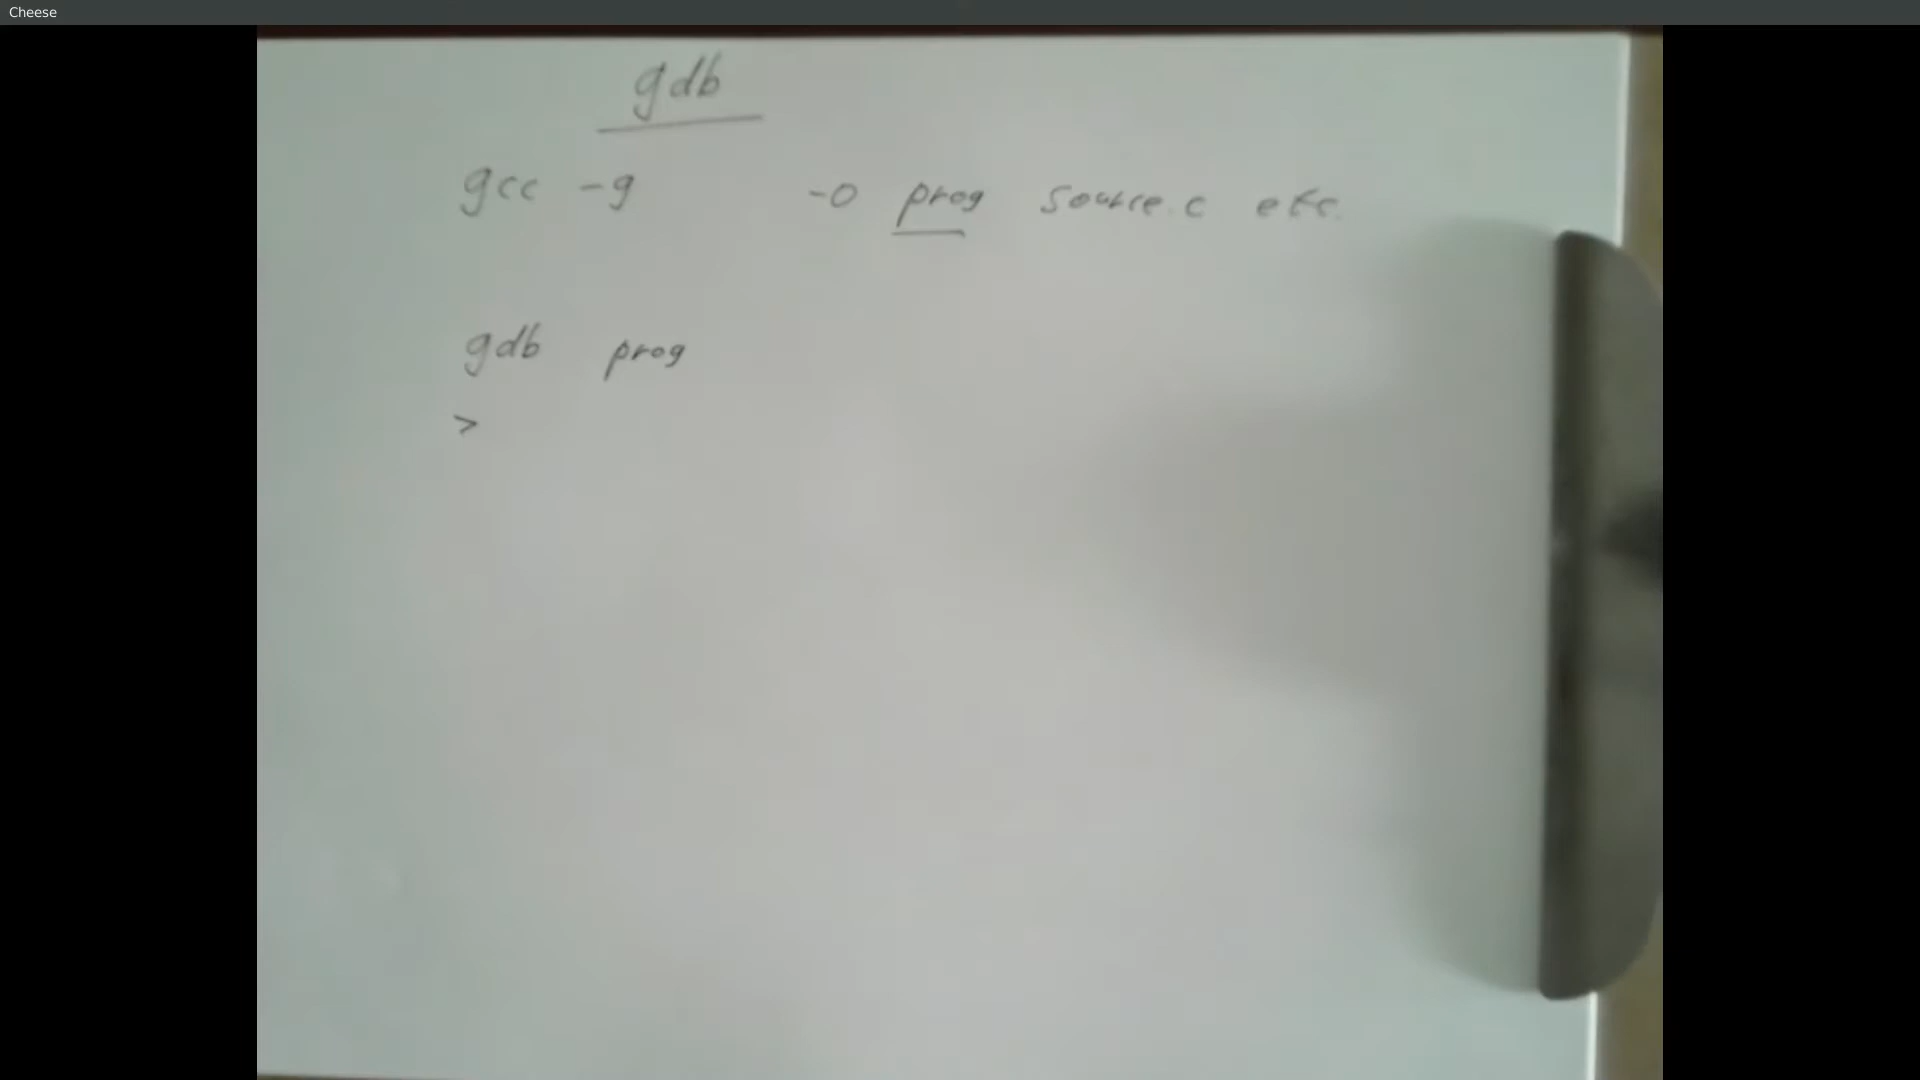 Cheese
gdb
gcc -g -o prog source.c etc.
gdb prog
>